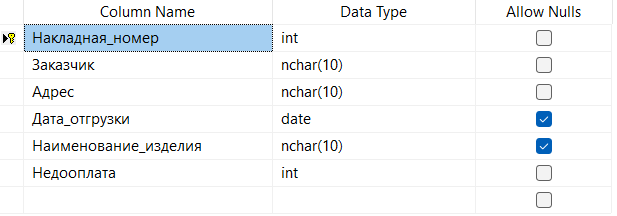 Column Name Data Type Allow Nulls
Накладная_номер int
Заказчик nchar(10)
Адрес nchar(10)
Дата_отгрузки date
Наименование_изделия nchar(10)
Недооплата int